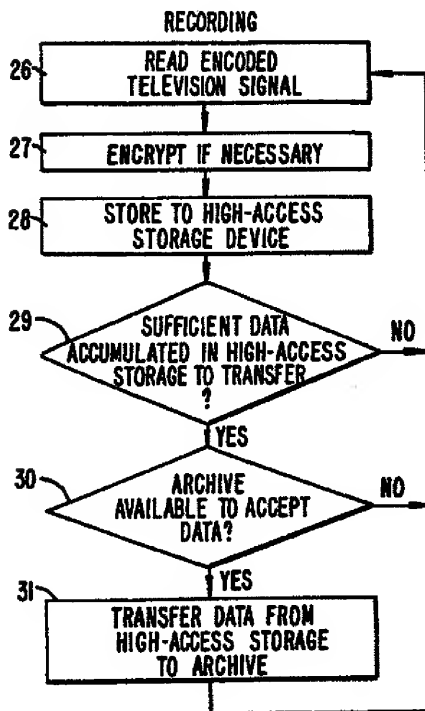 RECORDING
26
READ ENCODED
TELEVISION SIGNAL
27
ENCRYPT IF NECESSARY
28
STORE TO HIGH-ACCESS
STORAGE DEVICE
29
SUFFICIENT DATA
ACCUMULATED IN HIGH-ACCESS
STORAGE TO TRANSFER
?
NO
YES
30
ARCHIVE
AVAILABLE TO ACCEPT
DATA?
NO
YES
31
TRANSFER DATA FROM
HIGH-ACCESS STORAGE
TO ARCHIVE